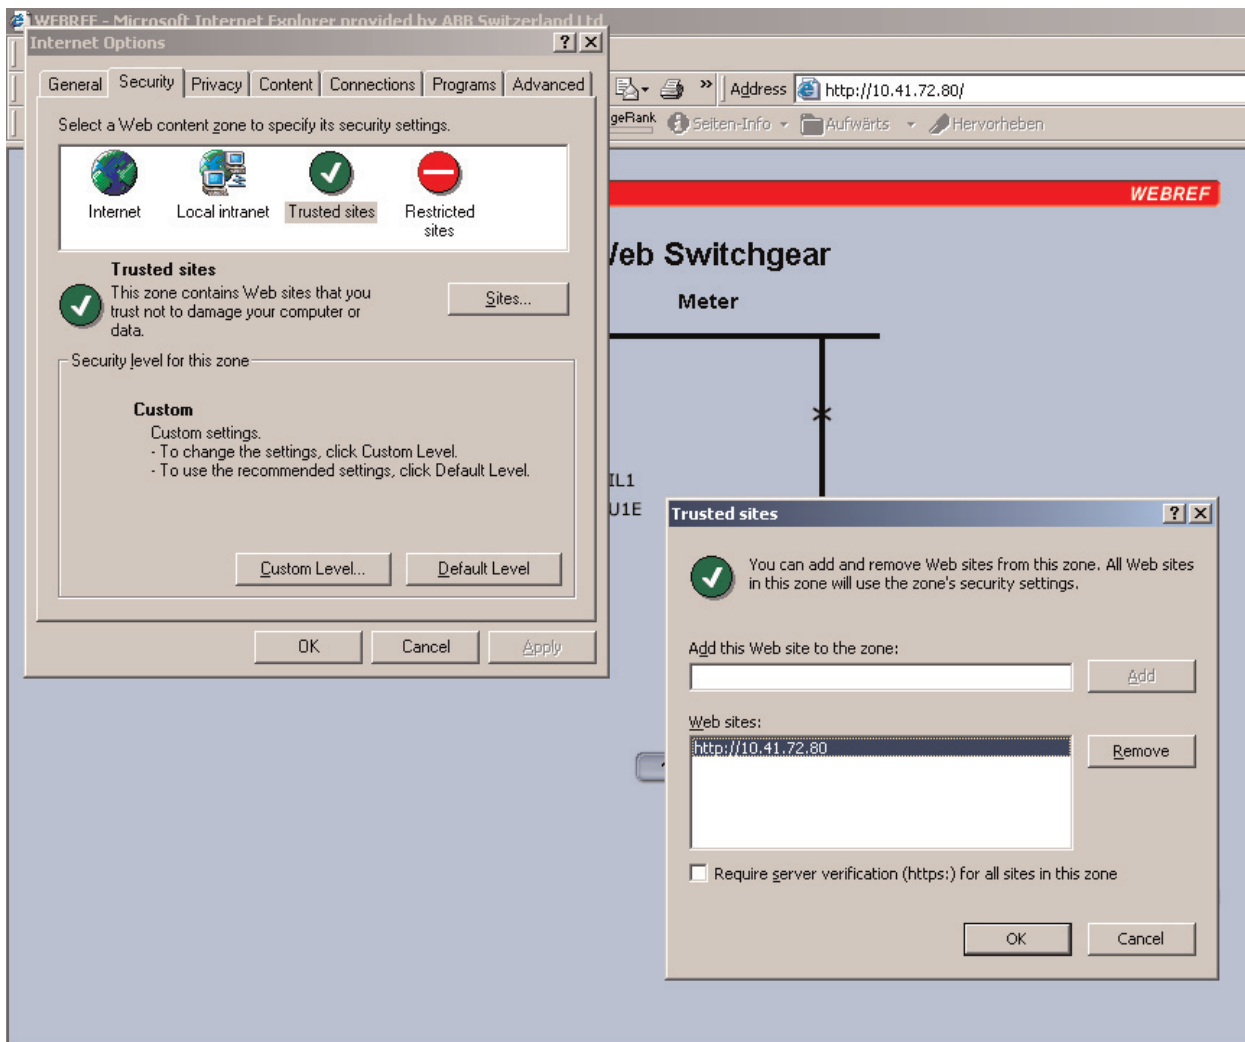 WEBREF - Microsoft Internet Explorer provided by ABB Switzerland Ltd
Internet Options
General Security Privacy Content Connections Programs Advanced
Select a Web content zone to specify its security settings.
Internet
Local intranet
Trusted sites
Restricted
sites
Trusted sites
This zone contains Web sites that you
trust not to damage your computer or
data.
Sites...
Security level for this zone
Custom
Custom settings.
- To change the settings, click Custom Level.
- To use the recommended settings, click Default Level.
Custom Level...
Default Level
OK
Cancel
Apply
» Address http://10.41.72.80/
geRank Seiten-Info Aufwärts Hervorheben
WEBREF
eb Switchgear
Meter
IL1
U1E
Trusted sites
You can add and remove Web sites from this zone. All Web sites
in this zone will use the zone's security settings.
Add this Web site to the zone:
Add
Web sites:
http://10.41.72.80
Remove
Require server verification (https:) for all sites in this zone
OK
Cancel